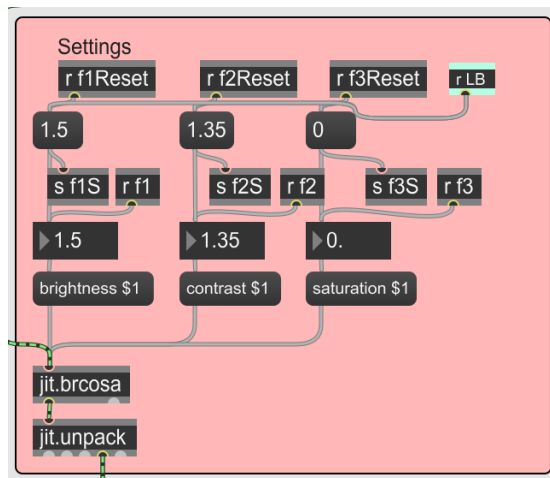 Settings
r f1Reset r f2Reset r f3Reset r LB
1.5 1.35 0
s f1S r f1 s f2S r f2 s f3S r f3
1.5 1.35 0.
brightness $1 contrast $1 saturation $1
jit.brcosa
jit.unpack